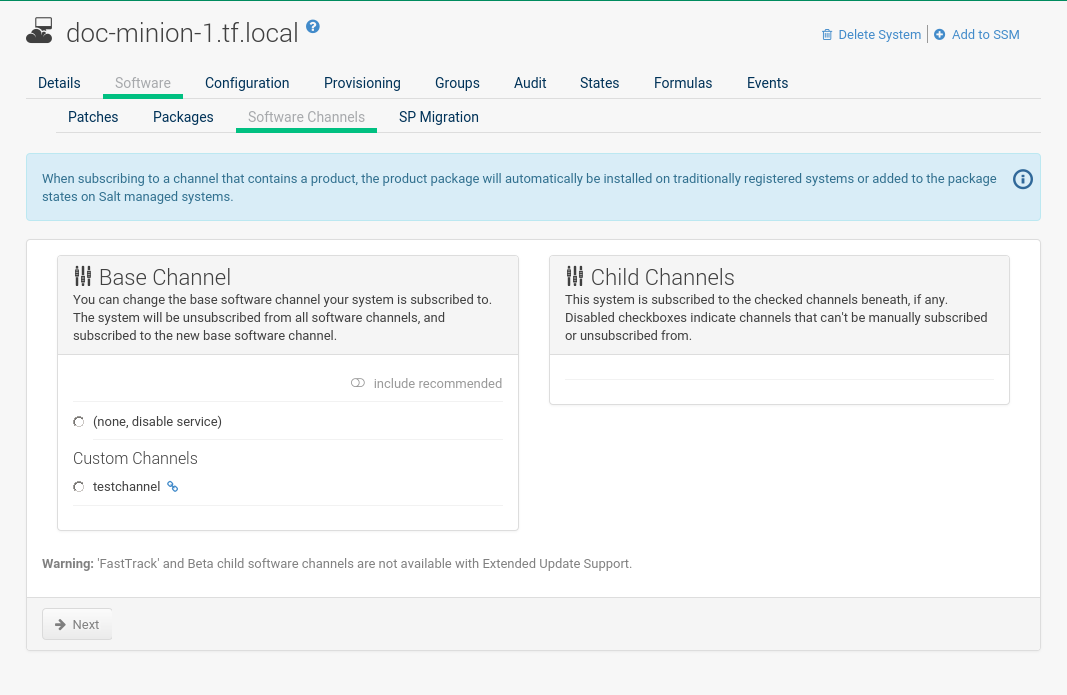 doc-minion-1.tf.local
Delete System
Add to SSM
Details Software Configuration Provisioning Groups Audit States Formulas Events
Patches Packages Software Channels SP Migration
When subscribing to a channel that contains a product, the product package will automatically be installed on traditionally registered systems or added to the package
states on Salt managed systems.
Base Channel
You can change the base software channel your system is subscribed to.
The system will be unsubscribed from all software channels, and
subscribed to the new base software channel.
include recommended
(none, disable service)
Custom Channels
testchannel
Child Channels
This system is subscribed to the checked channels beneath, if any.
Disabled checkboxes indicate channels that can't be manually subscribed
or unsubscribed from.
Warning: 'FastTrack' and Beta child software channels are not available with Extended Update Support.
Next